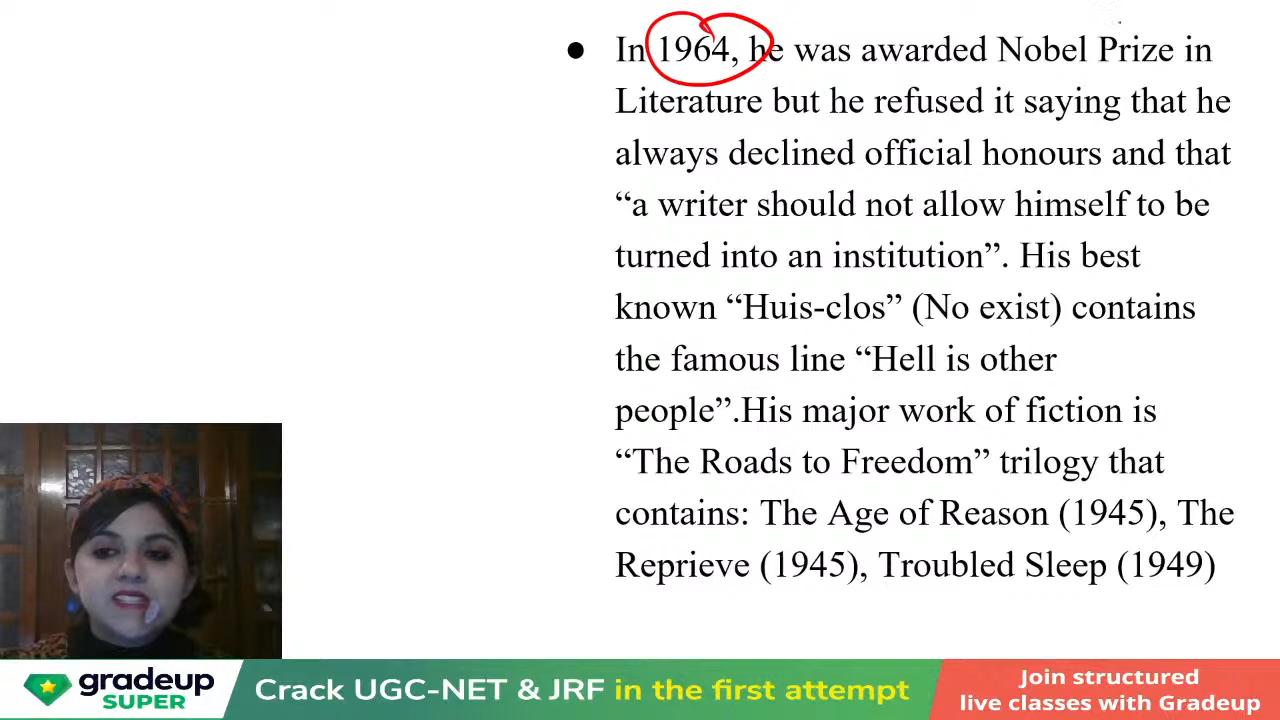 ● In 1964, he was awarded Nobel Prize in
Literature but he refused it saying that he
always declined official honours and that
“a writer should not allow himself to be
turned into an institution”. His best
known “Huis-clos” (No exist) contains
the famous line “Hell is other
people”.His major work of fiction is
“The Roads to Freedom” trilogy that
contains: The Age of Reason (1945), The
Reprieve (1945), Troubled Sleep (1949)
gradeup
SUPER
Crack UGC-NET & JRF in the first attempt
Join structured
live classes with Gradeup